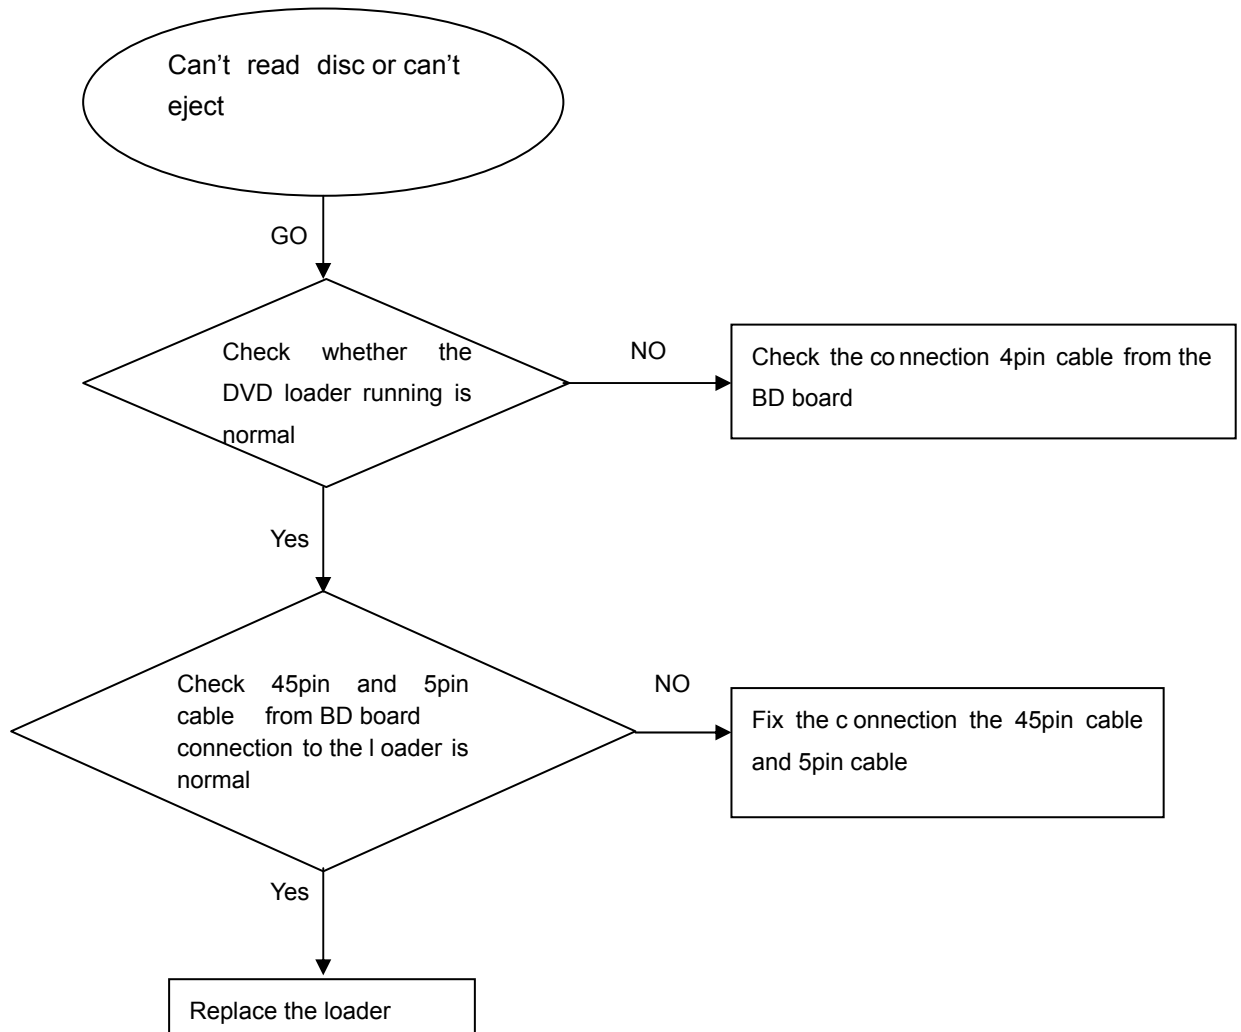 Can't read disc or can't
eject
GO
Check whether the
DVD loader running is
normal
NO
Check the co nnection 4pin cable from the
BD board
Yes
Check 45pin and 5pin
cable from BD board
connection to the l oader is
normal
NO
Fix the c onnection the 45pin cable
and 5pin cable
Yes
Replace the loader